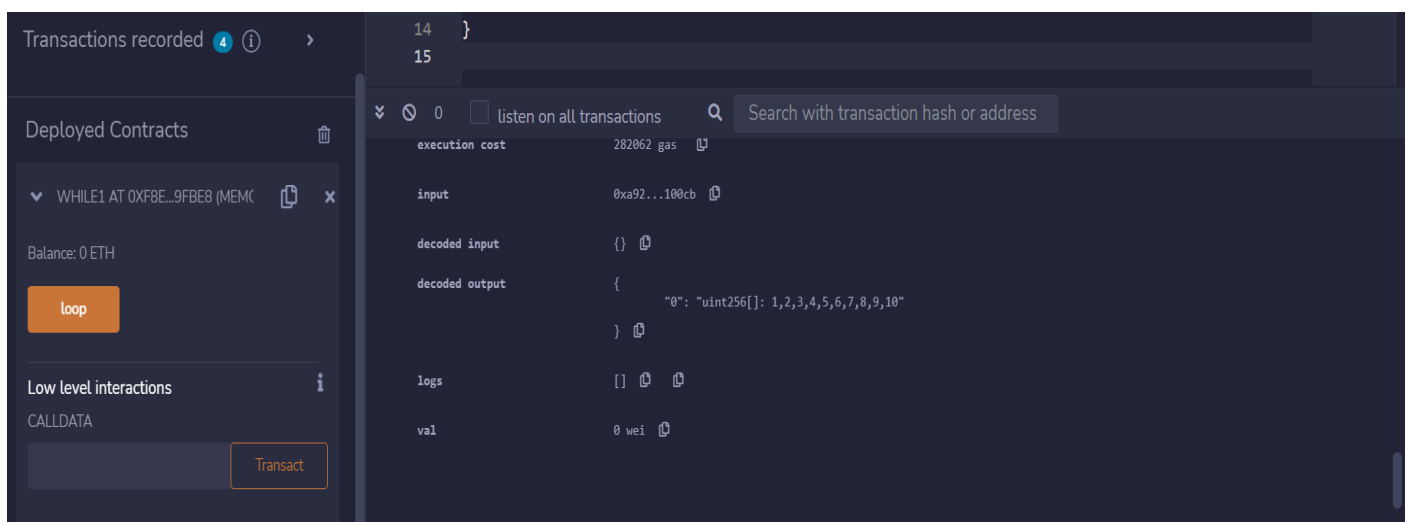 Transactions recorded 4 i
Deployed Contracts
WHILE1 AT 0XF8E...9FBE8 (MEMC
Balance: 0 ETH
loop
Low level interactions i
CALLDATA
Transact
14 }
15
0 listen on all transactions Search with transaction hash or address
execution cost 282062 gas
input 0xa92...100cb
decoded input {}
decoded output {
"0": "uint256[]: 1,2,3,4,5,6,7,8,9,10"
}
logs []
val 0 wei